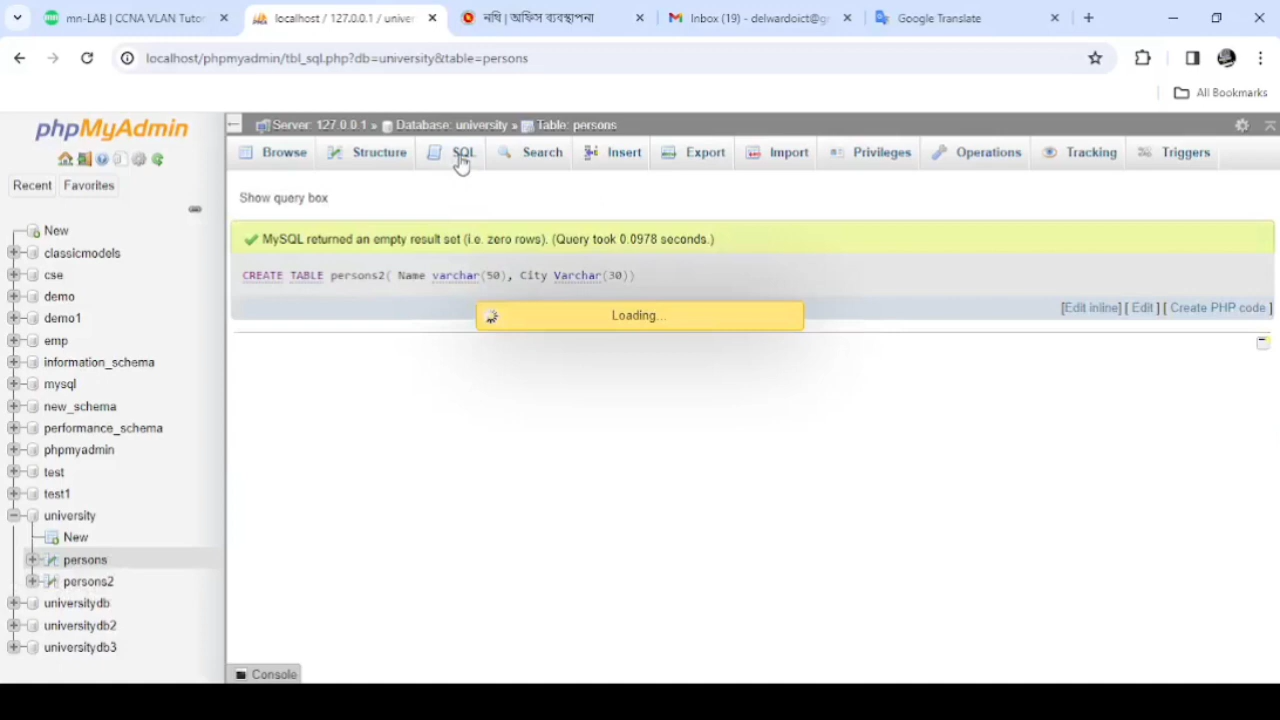 mn-LAB | CCNA VLAN Tutor
localhost / 127.0.0.1 / univer
নথি | অফিস ব্যবস্থাপনা
Inbox (19) - delwardoict@g
Google Translate
localhost/phpmyadmin/tbl_sql.php?db=university&table=persons
All Bookmarks
phpMyAdmin
Recent Favorites
New
classicmodels
cse
demo
demo1
emp
information_schema
mysql
new_schema
performance_schema
phpmyadmin
test
test1
university
New
persons
persons2
universitydb
universitydb2
universitydb3
Server: 127.0.0.1 » Database: university » Table: persons
Browse Structure SQL Search Insert Export Import Privileges Operations Tracking Triggers
Show query box
MySQL returned an empty result set (i.e. zero rows). (Query took 0.0978 seconds.)
CREATE TABLE persons2( Name varchar(50), City Varchar(30))
[Edit inline] [ Edit ] [ Create PHP code ]
Loading...
Console